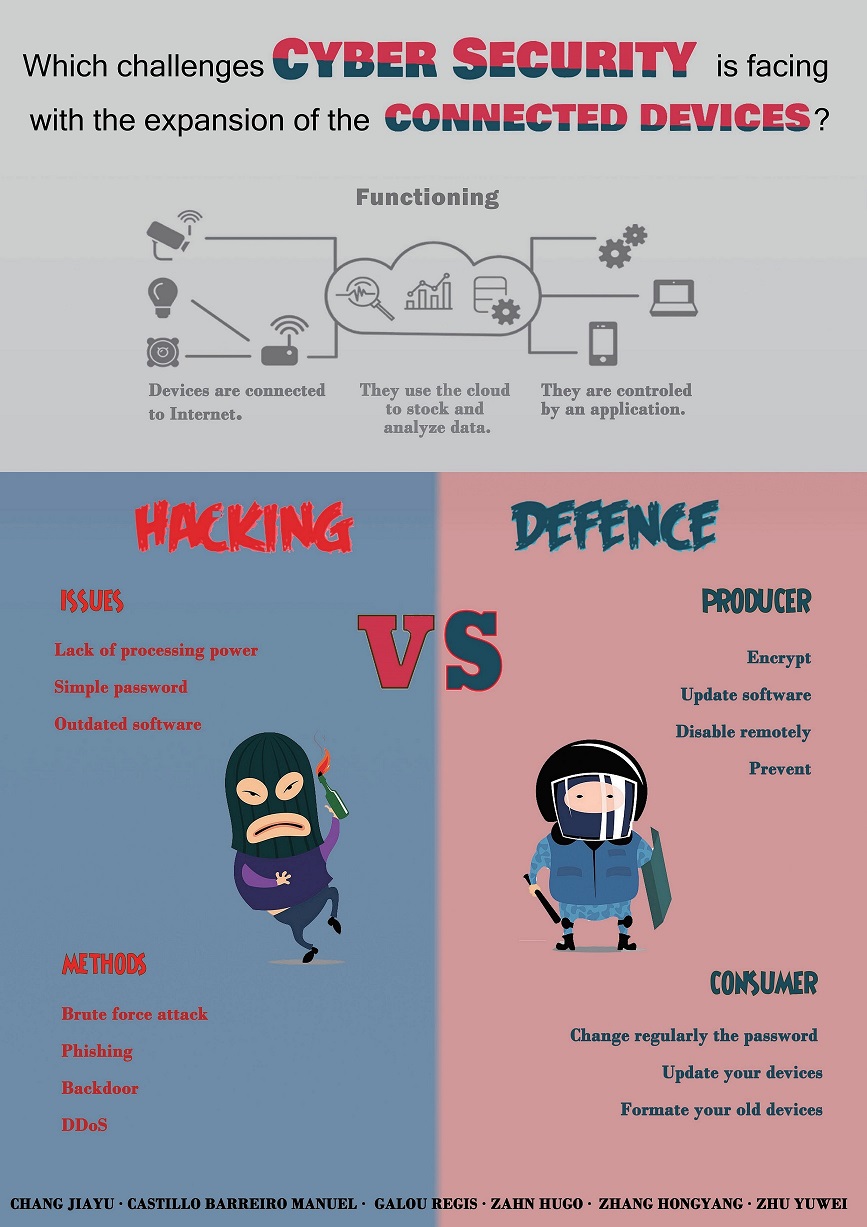 Which challenges CYBER SECURITY is facing
with the expansion of the CONNECTED DEVICES?
Functioning
Devices are connected
to Internet.
They use the cloud
to stock and
analyze data.
They are controled
by an application.
HACKING
ISSUES
Lack of processing power
Simple password
Outdated software
METHODS
Brute force attack
Phishing
Backdoor
DDoS
VS
DEFENCE
PRODUCER
Encrypt
Update software
Disable remotely
Prevent
CONSUMER
Change regularly the password
Update your devices
Formate your old devices
CHANG JIAYU · CASTILLO BARREIRO MANUEL · GALOU REGIS · ZAHN HUGO · ZHANG HONGYANG · ZHU YUWEI